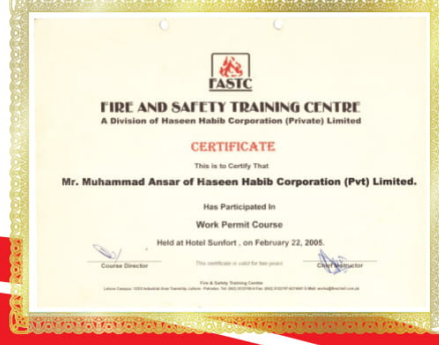 FASTC
FIRE AND SAFETY TRAINING CENTRE
A Division of Haseen Habib Corporation (Private) Limited
CERTIFICATE
This is to Certify That
Mr. Muhammad Ansar of Haseen Habib Corporation (Pvt) Limited.
Has Participated In
Work Permit Course
Held at Hotel Sunfort , on February 22, 2005.
Course Director
This certificate is valid for two years
Chief Instructor
Fire & Safety Training Centre